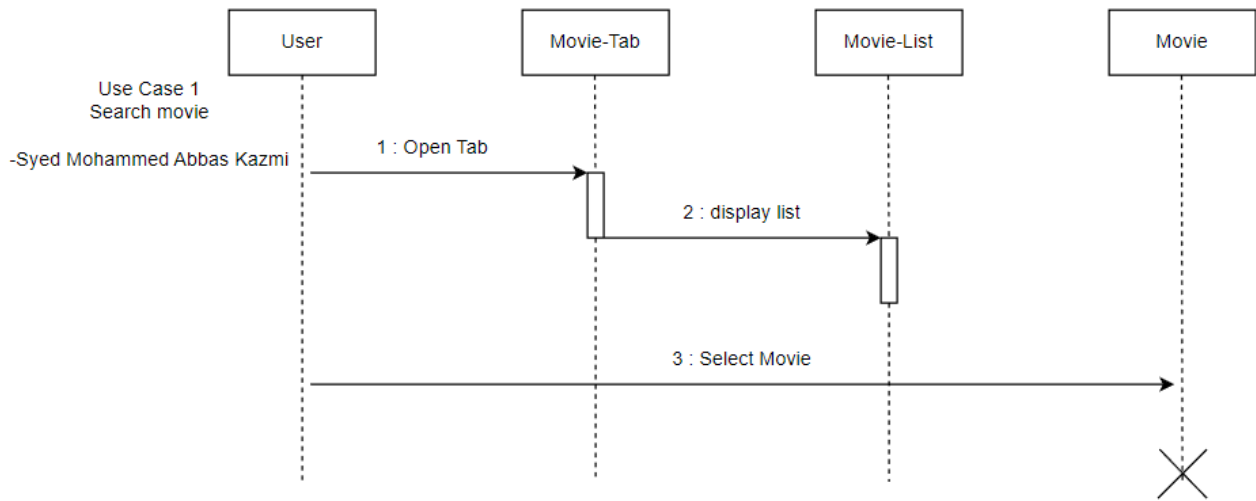 User
Movie-Tab
Movie-List
Movie
Use Case 1
Search movie
-Syed Mohammed Abbas Kazmi
1 : Open Tab
2 : display list
3 : Select Movie